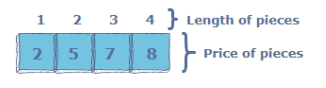 1 2 3 4 } Length of pieces
2 5 7 8 } Price of pieces